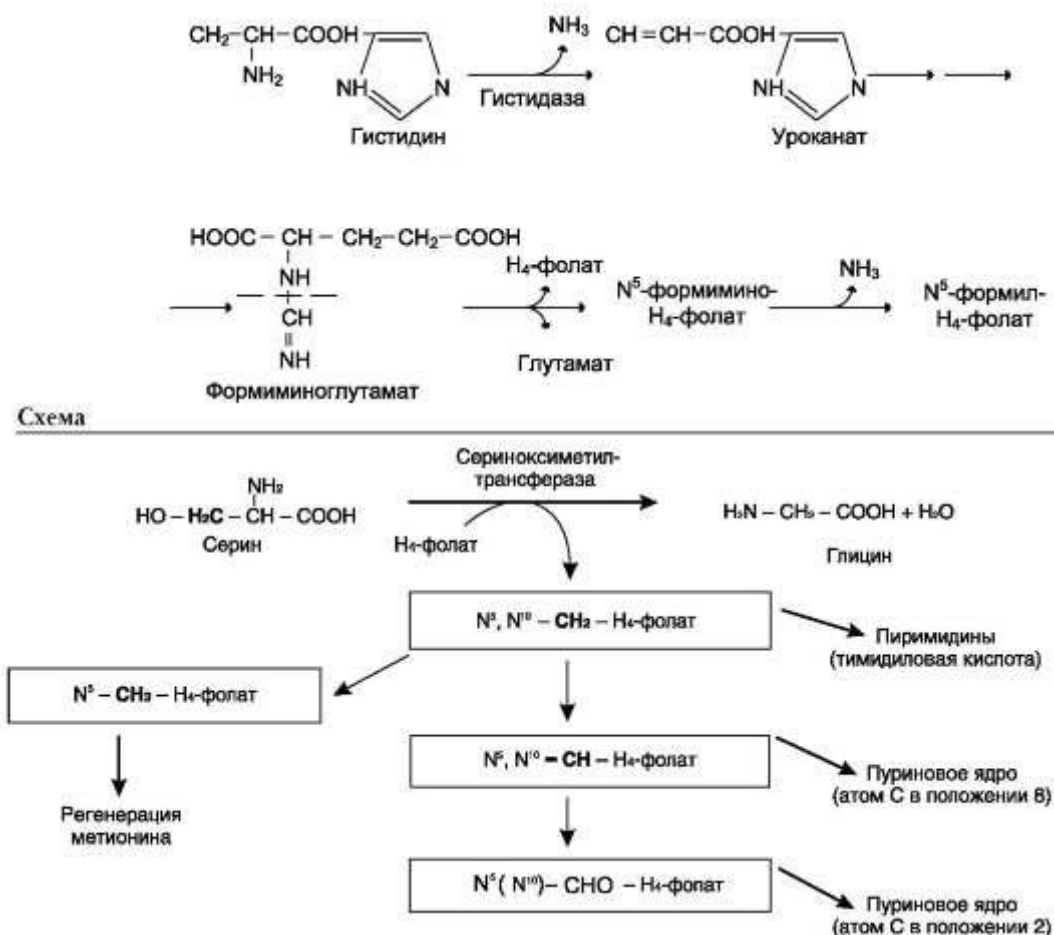 CH₂–CH–COOH
NH₂
NH N
Гистидин
NH₃
Гистидаза
CH=CH–COOH
NH N
Уроканат
HOOC–CH–CH₂–CH₂–COOH
NH
CH
NH
Формиминоглутамат
H₄-фолат
Глутамат
N⁵-формимино-
H₄-фолат
NH₃
N⁵-формил-
H₄-фолат
Схема
Сериноксиметил-
трансфераза
NH₂
HO – H₂C – CH – COOH
Серин
H₄-фолат
H₂N – CH₂ – COOH + H₂O
Глицин
N⁵, N¹⁰ – CH₂ – H₄-фолат
Пиримидины
(тимидиловая кислота)
N⁵ – CH₃ – H₄-фолат
N⁵, N¹⁰ = CH – H₄-фолат
Пуриновое ядро
(атом С в положении 8)
Регенерация
метионина
N⁵( N¹⁰)– CHO – H₄-фолат
Пуриновое ядро
(атом С в положении 2)